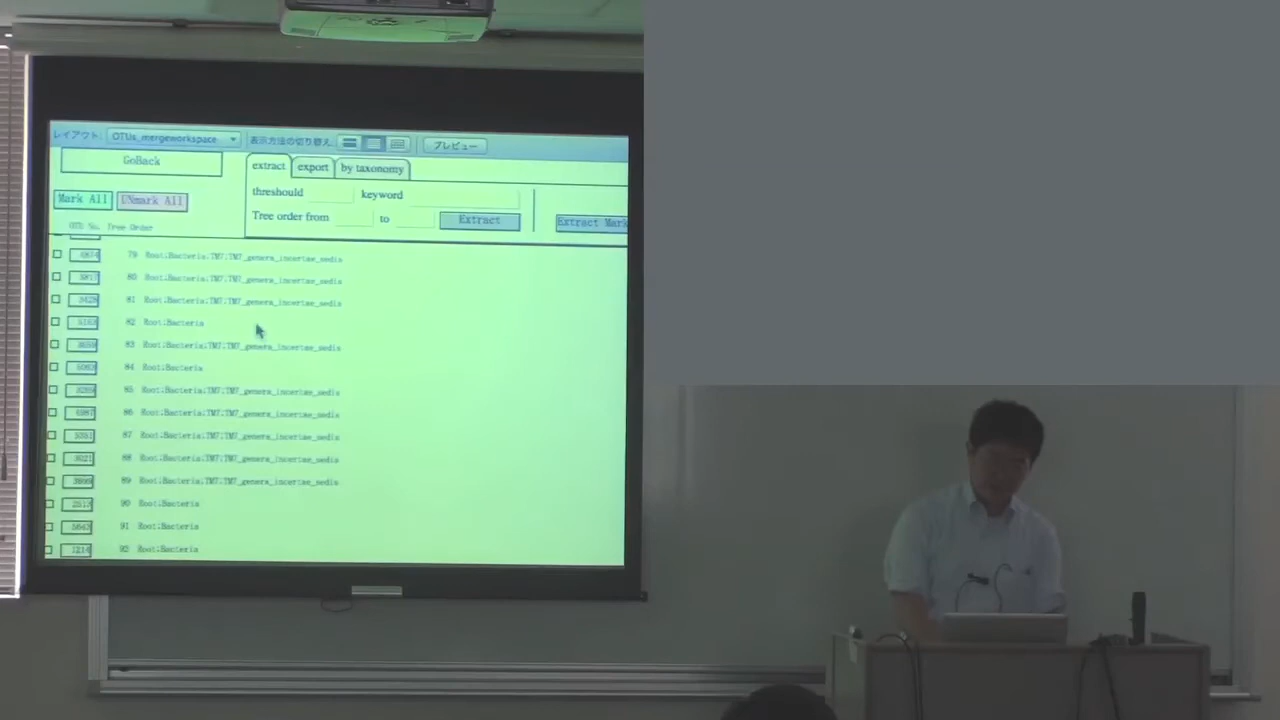 レイアウト: OTUs_mergeworkspace 表示方法の切り替え プレビュー
GoBack
extract export by taxonomy
Mark All UNmark All
threshould keyword
Tree order from to Extract Extract Mark
OTU No. Tree Order
79 Root;Bacteria;TM7;TM7_genera_incertae_sedis
80 Root;Bacteria;TM7;TM7_genera_incertae_sedis
81 Root;Bacteria;TM7;TM7_genera_incertae_sedis
82 Root;Bacteria
83 Root;Bacteria;TM7;TM7_genera_incertae_sedis
84 Root;Bacteria
85 Root;Bacteria;TM7;TM7_genera_incertae_sedis
86 Root;Bacteria;TM7;TM7_genera_incertae_sedis
87 Root;Bacteria;TM7;TM7_genera_incertae_sedis
88 Root;Bacteria;TM7;TM7_genera_incertae_sedis
89 Root;Bacteria;TM7;TM7_genera_incertae_sedis
90 Root;Bacteria
91 Root;Bacteria
1214 92 Root;Bacteria